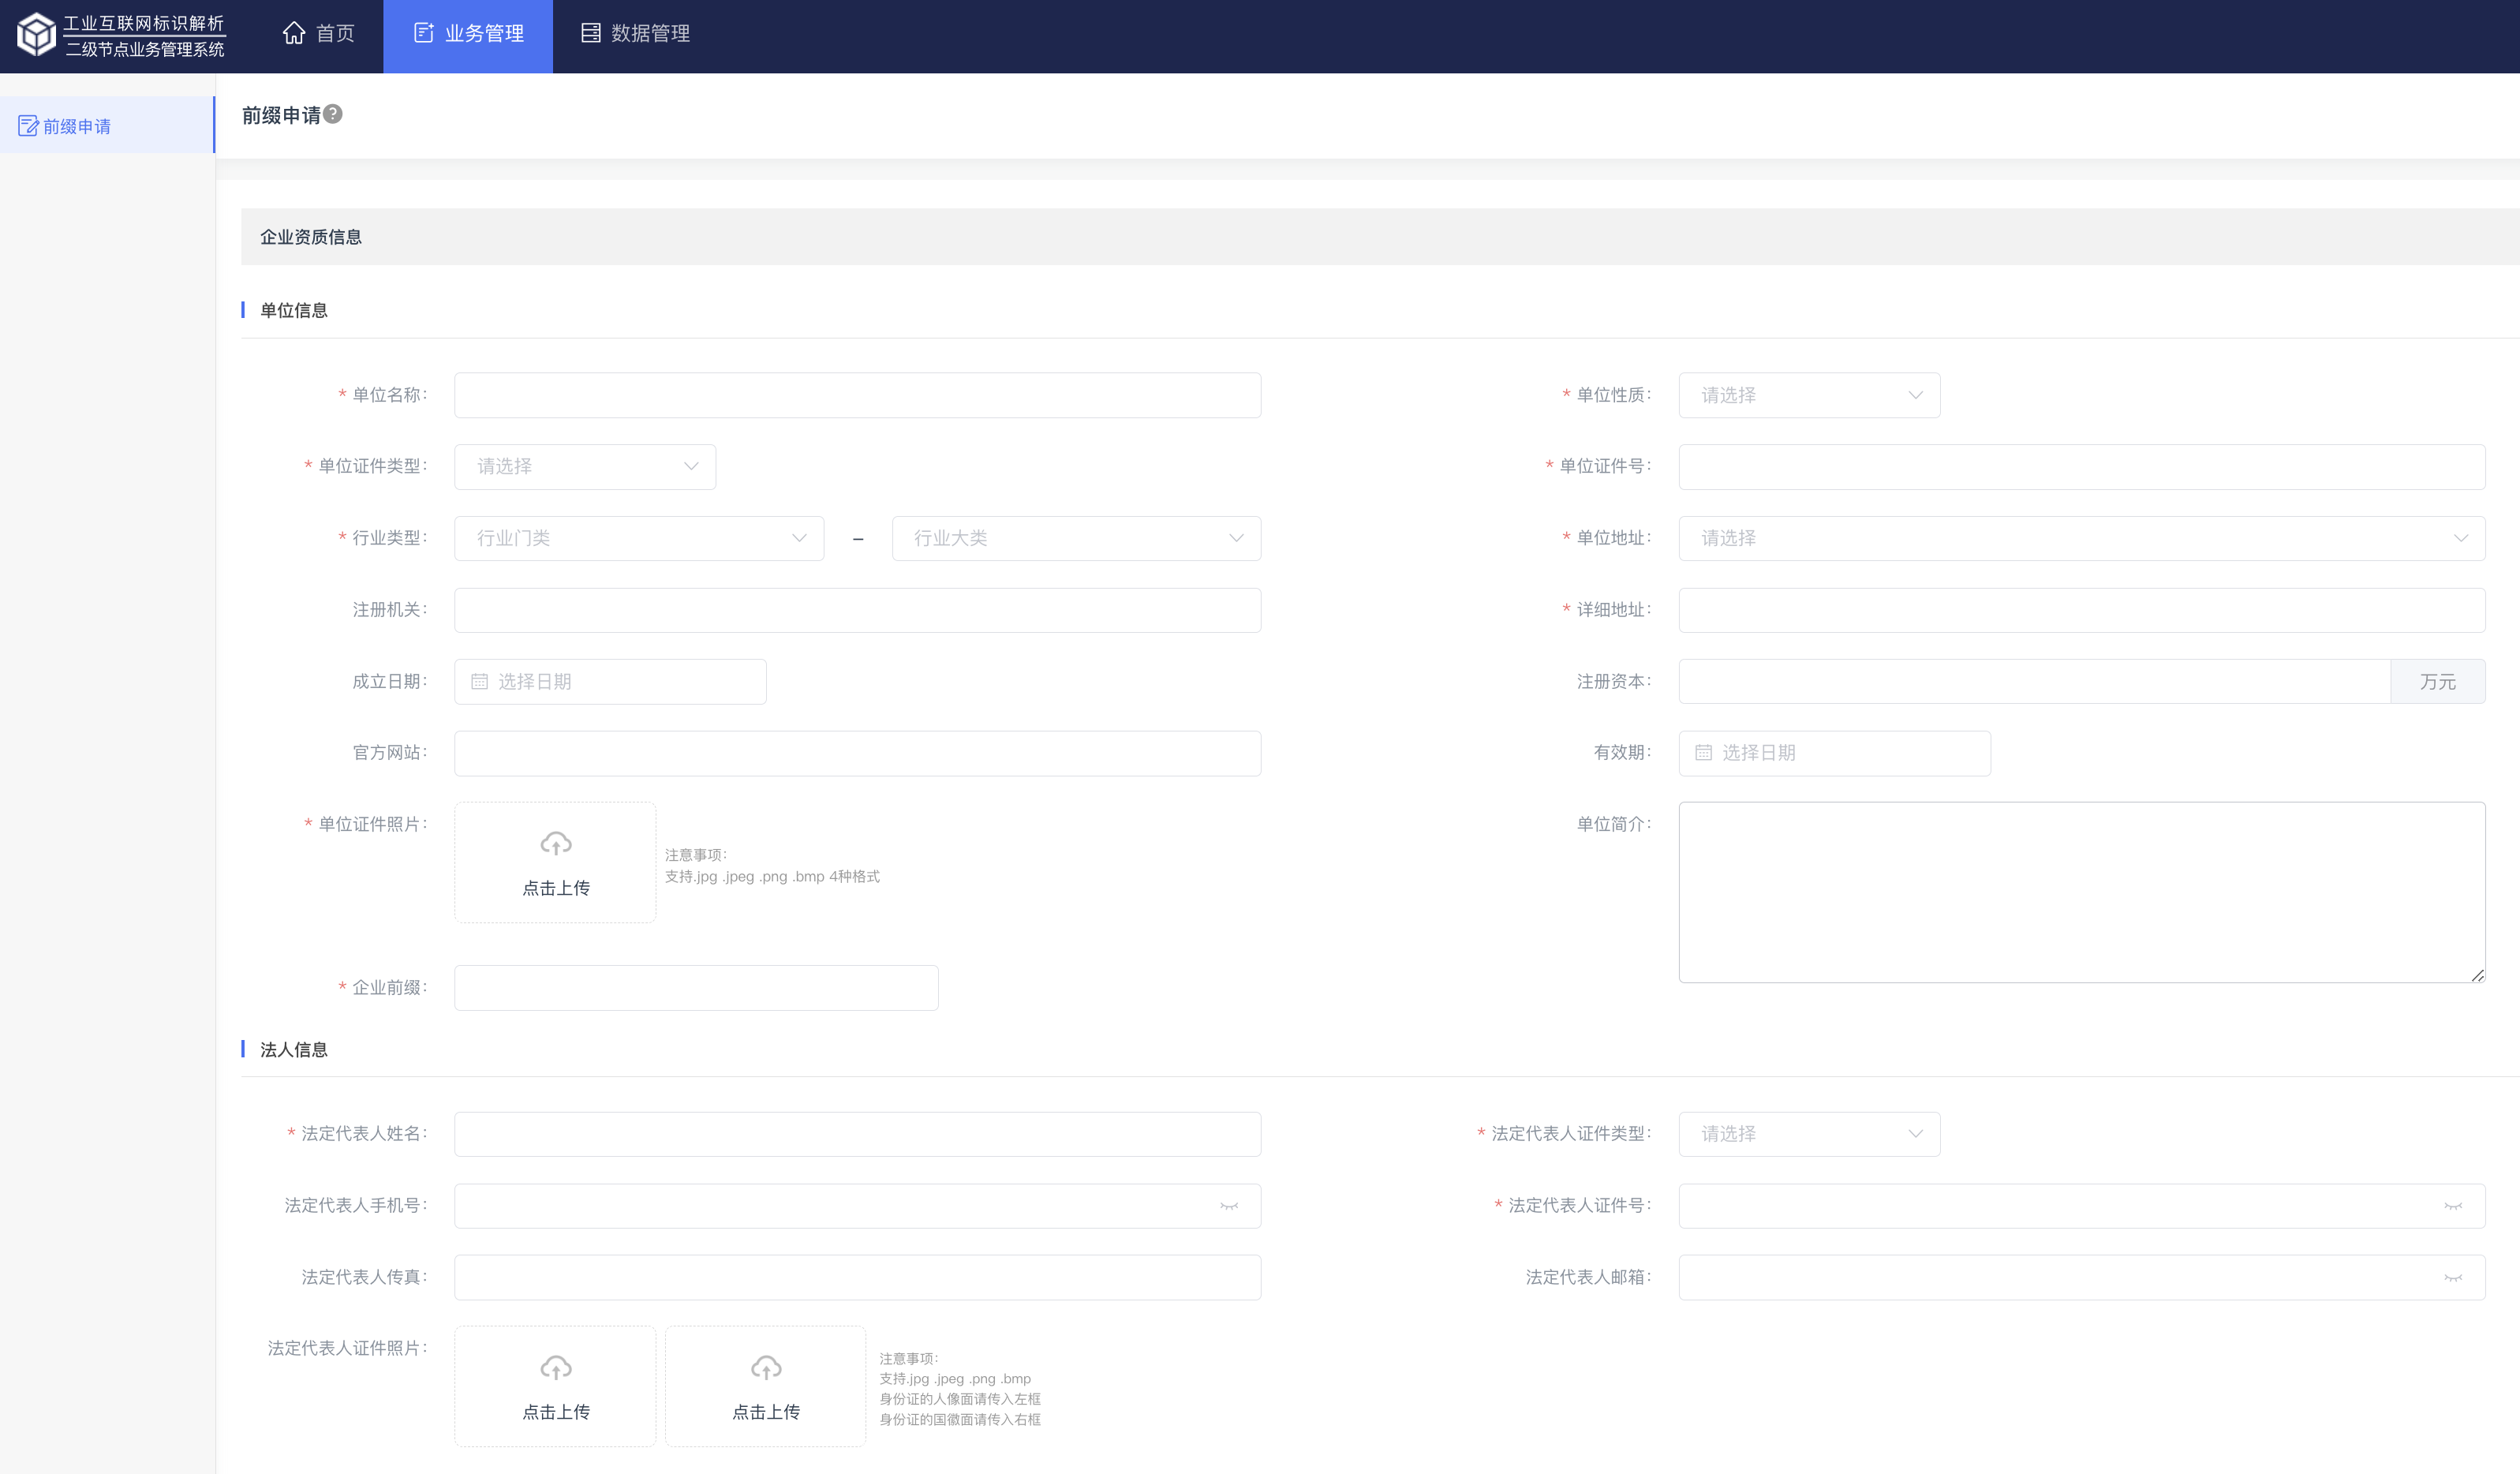 工业互联网标识解析
二级节点业务管理系统
首页
业务管理
数据管理
前缀申请
前缀申请?
企业资质信息
单位信息
* 单位名称:
* 单位性质: 请选择
* 单位证件类型: 请选择
* 单位证件号:
* 行业类型: 行业门类 – 行业大类
* 单位地址: 请选择
注册机关:
* 详细地址:
成立日期: 选择日期
注册资本: 万元
官方网站:
有效期: 选择日期
* 单位证件照片:
点击上传
注意事项:
支持.jpg .jpeg .png .bmp 4种格式
单位简介:
* 企业前缀:
法人信息
* 法定代表人姓名:
* 法定代表人证件类型: 请选择
法定代表人手机号:
* 法定代表人证件号:
法定代表人传真:
法定代表人邮箱:
法定代表人证件照片:
点击上传
点击上传
注意事项:
支持.jpg .jpeg .png .bmp
身份证的人像面请传入左框
身份证的国徽面请传入右框